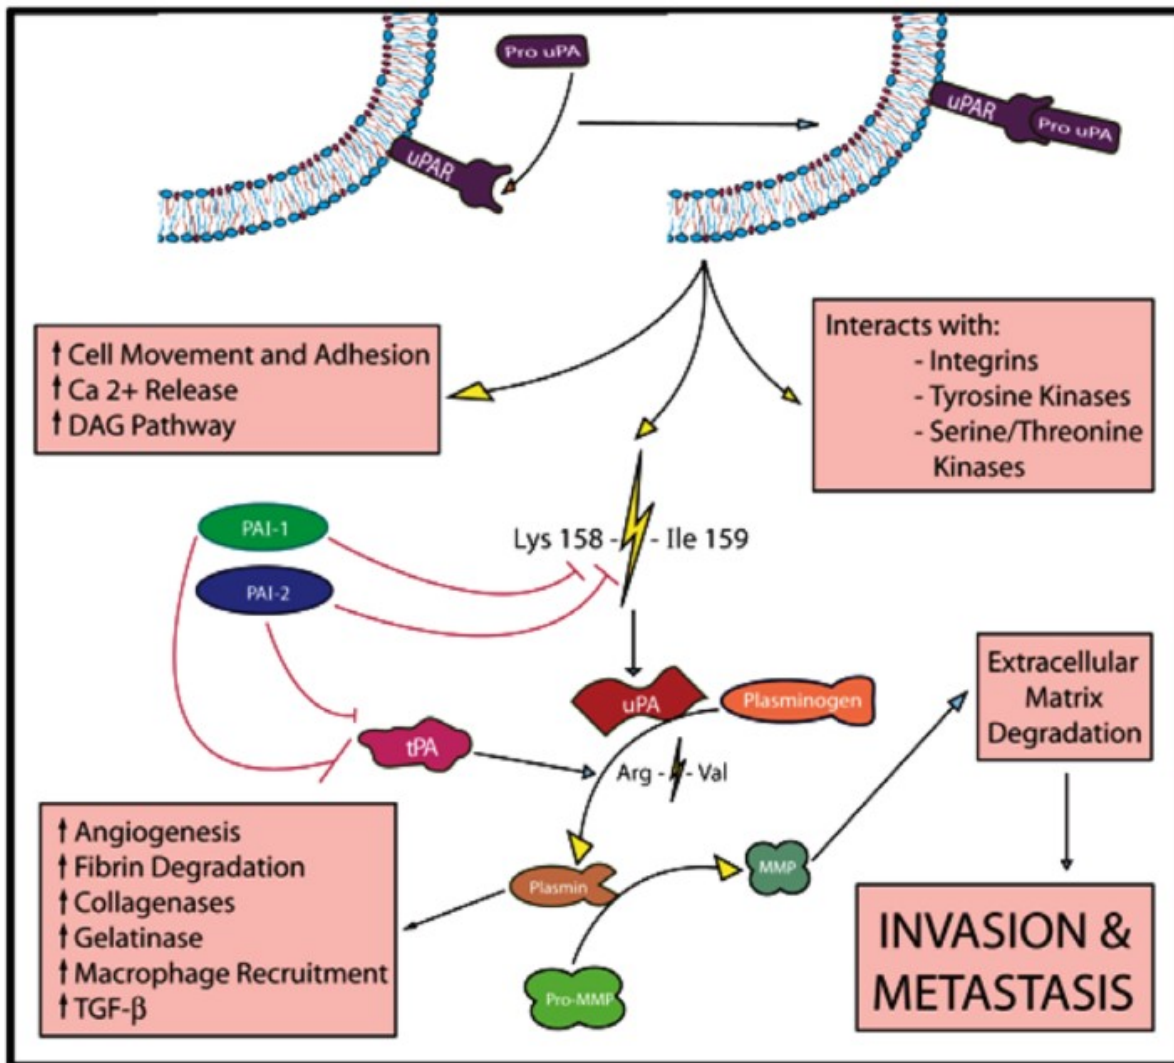 Pro uPA
uPAR
uPAR
Pro uPA
↑ Cell Movement and Adhesion
↑ Ca 2+ Release
↑ DAG Pathway
Interacts with:
- Integrins
- Tyrosine Kinases
- Serine/Threonine
Kinases
PAI-1
PAI-2
Lys 158 - - Ile 159
uPA
Plasminogen
tPA
Arg - - Val
Extracellular
Matrix
Degradation
↑ Angiogenesis
↑ Fibrin Degradation
↑ Collagenases
↑ Gelatinase
↑ Macrophage Recruitment
↑ TGF-β
Plasmin
MMP
Pro-MMP
INVASION &
METASTASIS